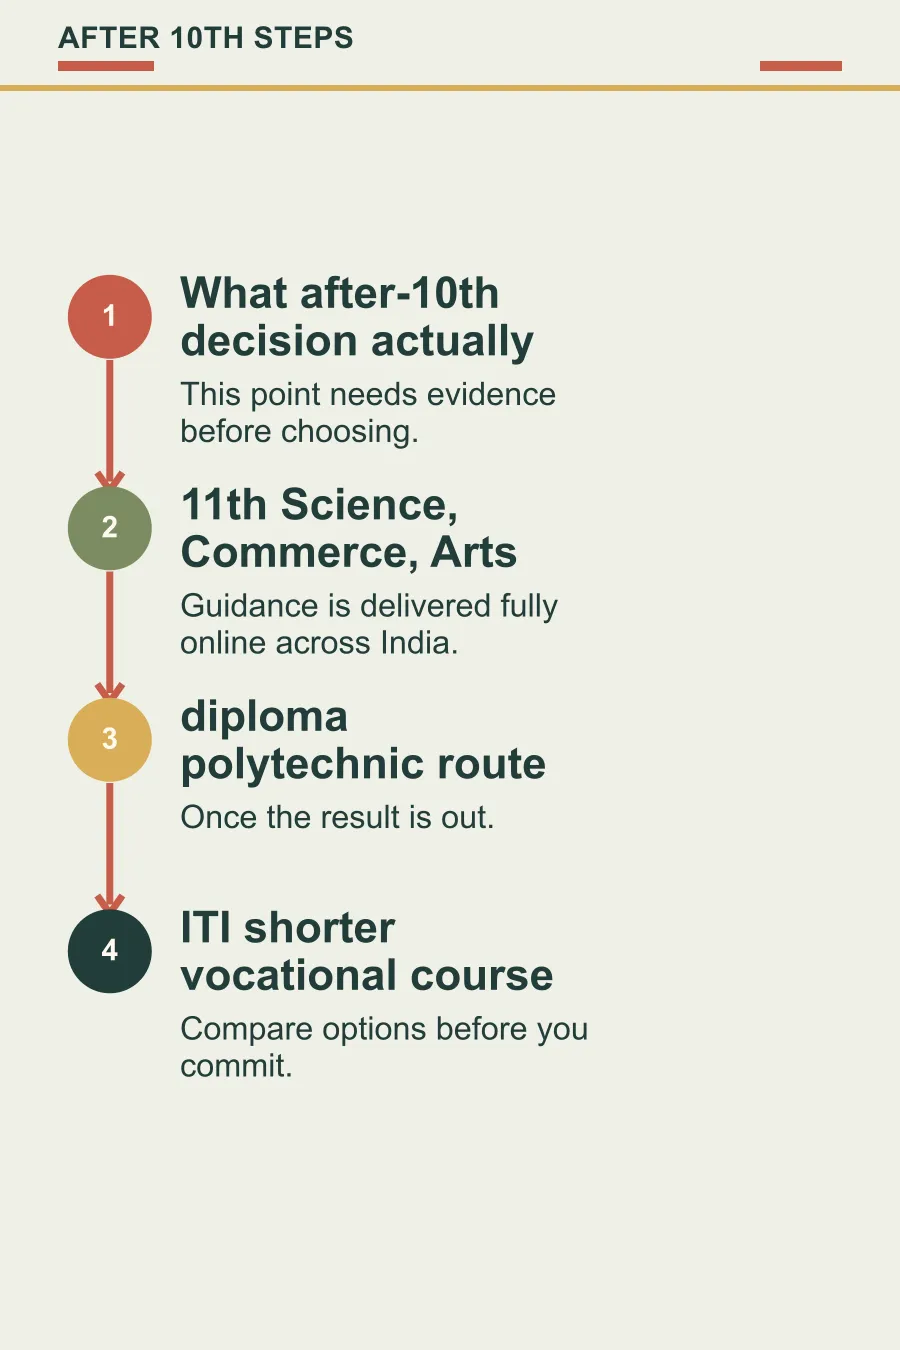 AFTER 10TH STEPS
1
What after-10th
decision actually
This point needs evidence
before choosing.
2
11th Science,
Commerce, Arts
Guidance is delivered fully
online across India.
3
diploma
polytechnic route
Once the result is out.
4
ITI shorter
vocational course
Compare options before you
commit.